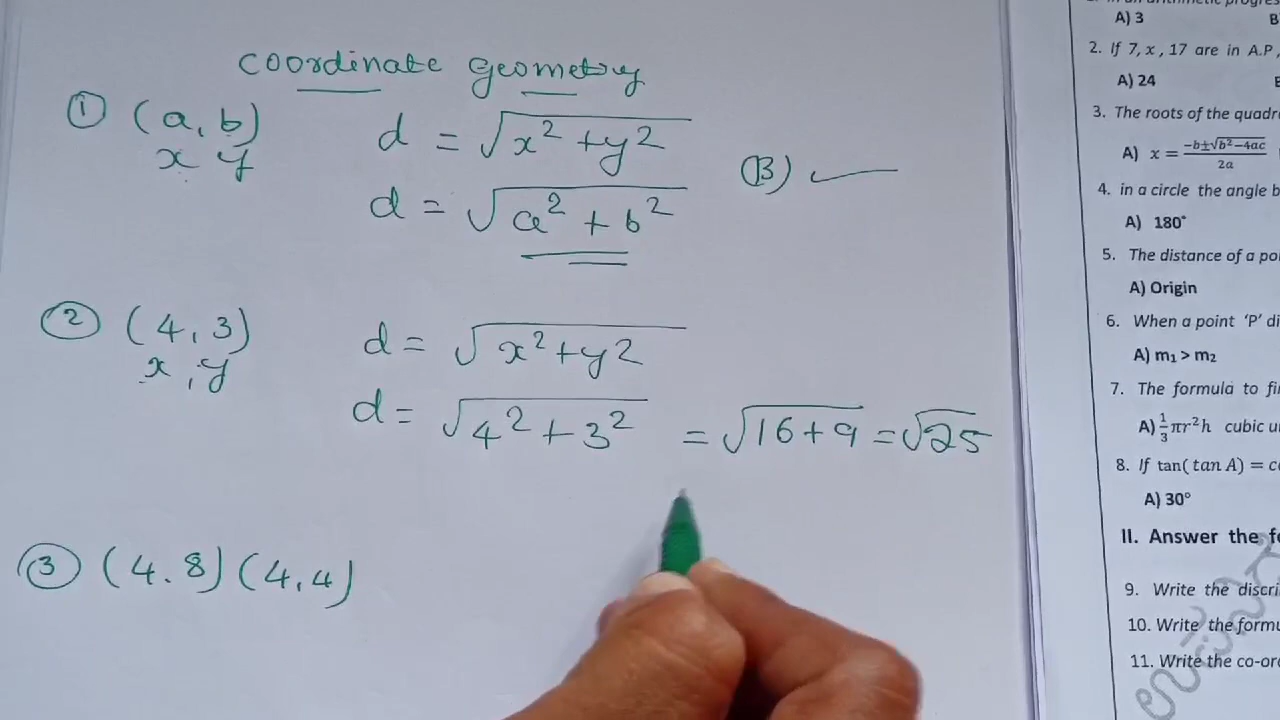 coordinate geometry
① (a, b) d = √x² + y²
x y (B)
d = √a² + b²
② (4, 3) d = √x² + y²
x, y
d = √4² + 3² = √16 + 9 = √25
③ (4.8) (4, 4)
A) 3 B
2. If 7, x , 17 are in A.P ,
A) 24
3. The roots of the quadr
A) x = -b±√b²−4ac / 2a
4. in a circle the angle b
A) 180°
5. The distance of a po
A) Origin
6. When a point ‘P’ di
A) m₁ > m₂
7. The formula to fi
A) 1/3 πr²h cubic u
8. If tan(tan A) = c
A) 30°
II. Answer the f
9. Write the discri
10. Write the formu
11. Write the co-or